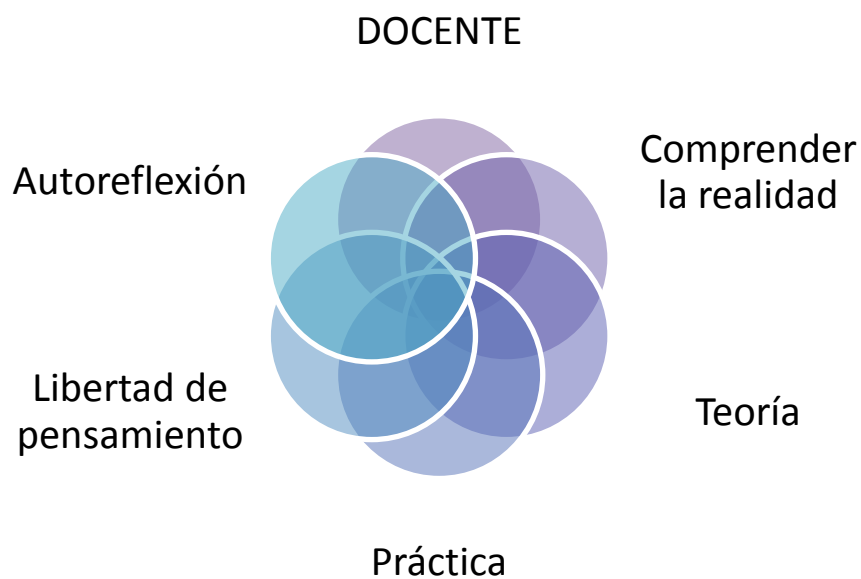 DOCENTE
Comprender
la realidad
Teoría
Práctica
Libertad de
pensamiento
Autoreflexión